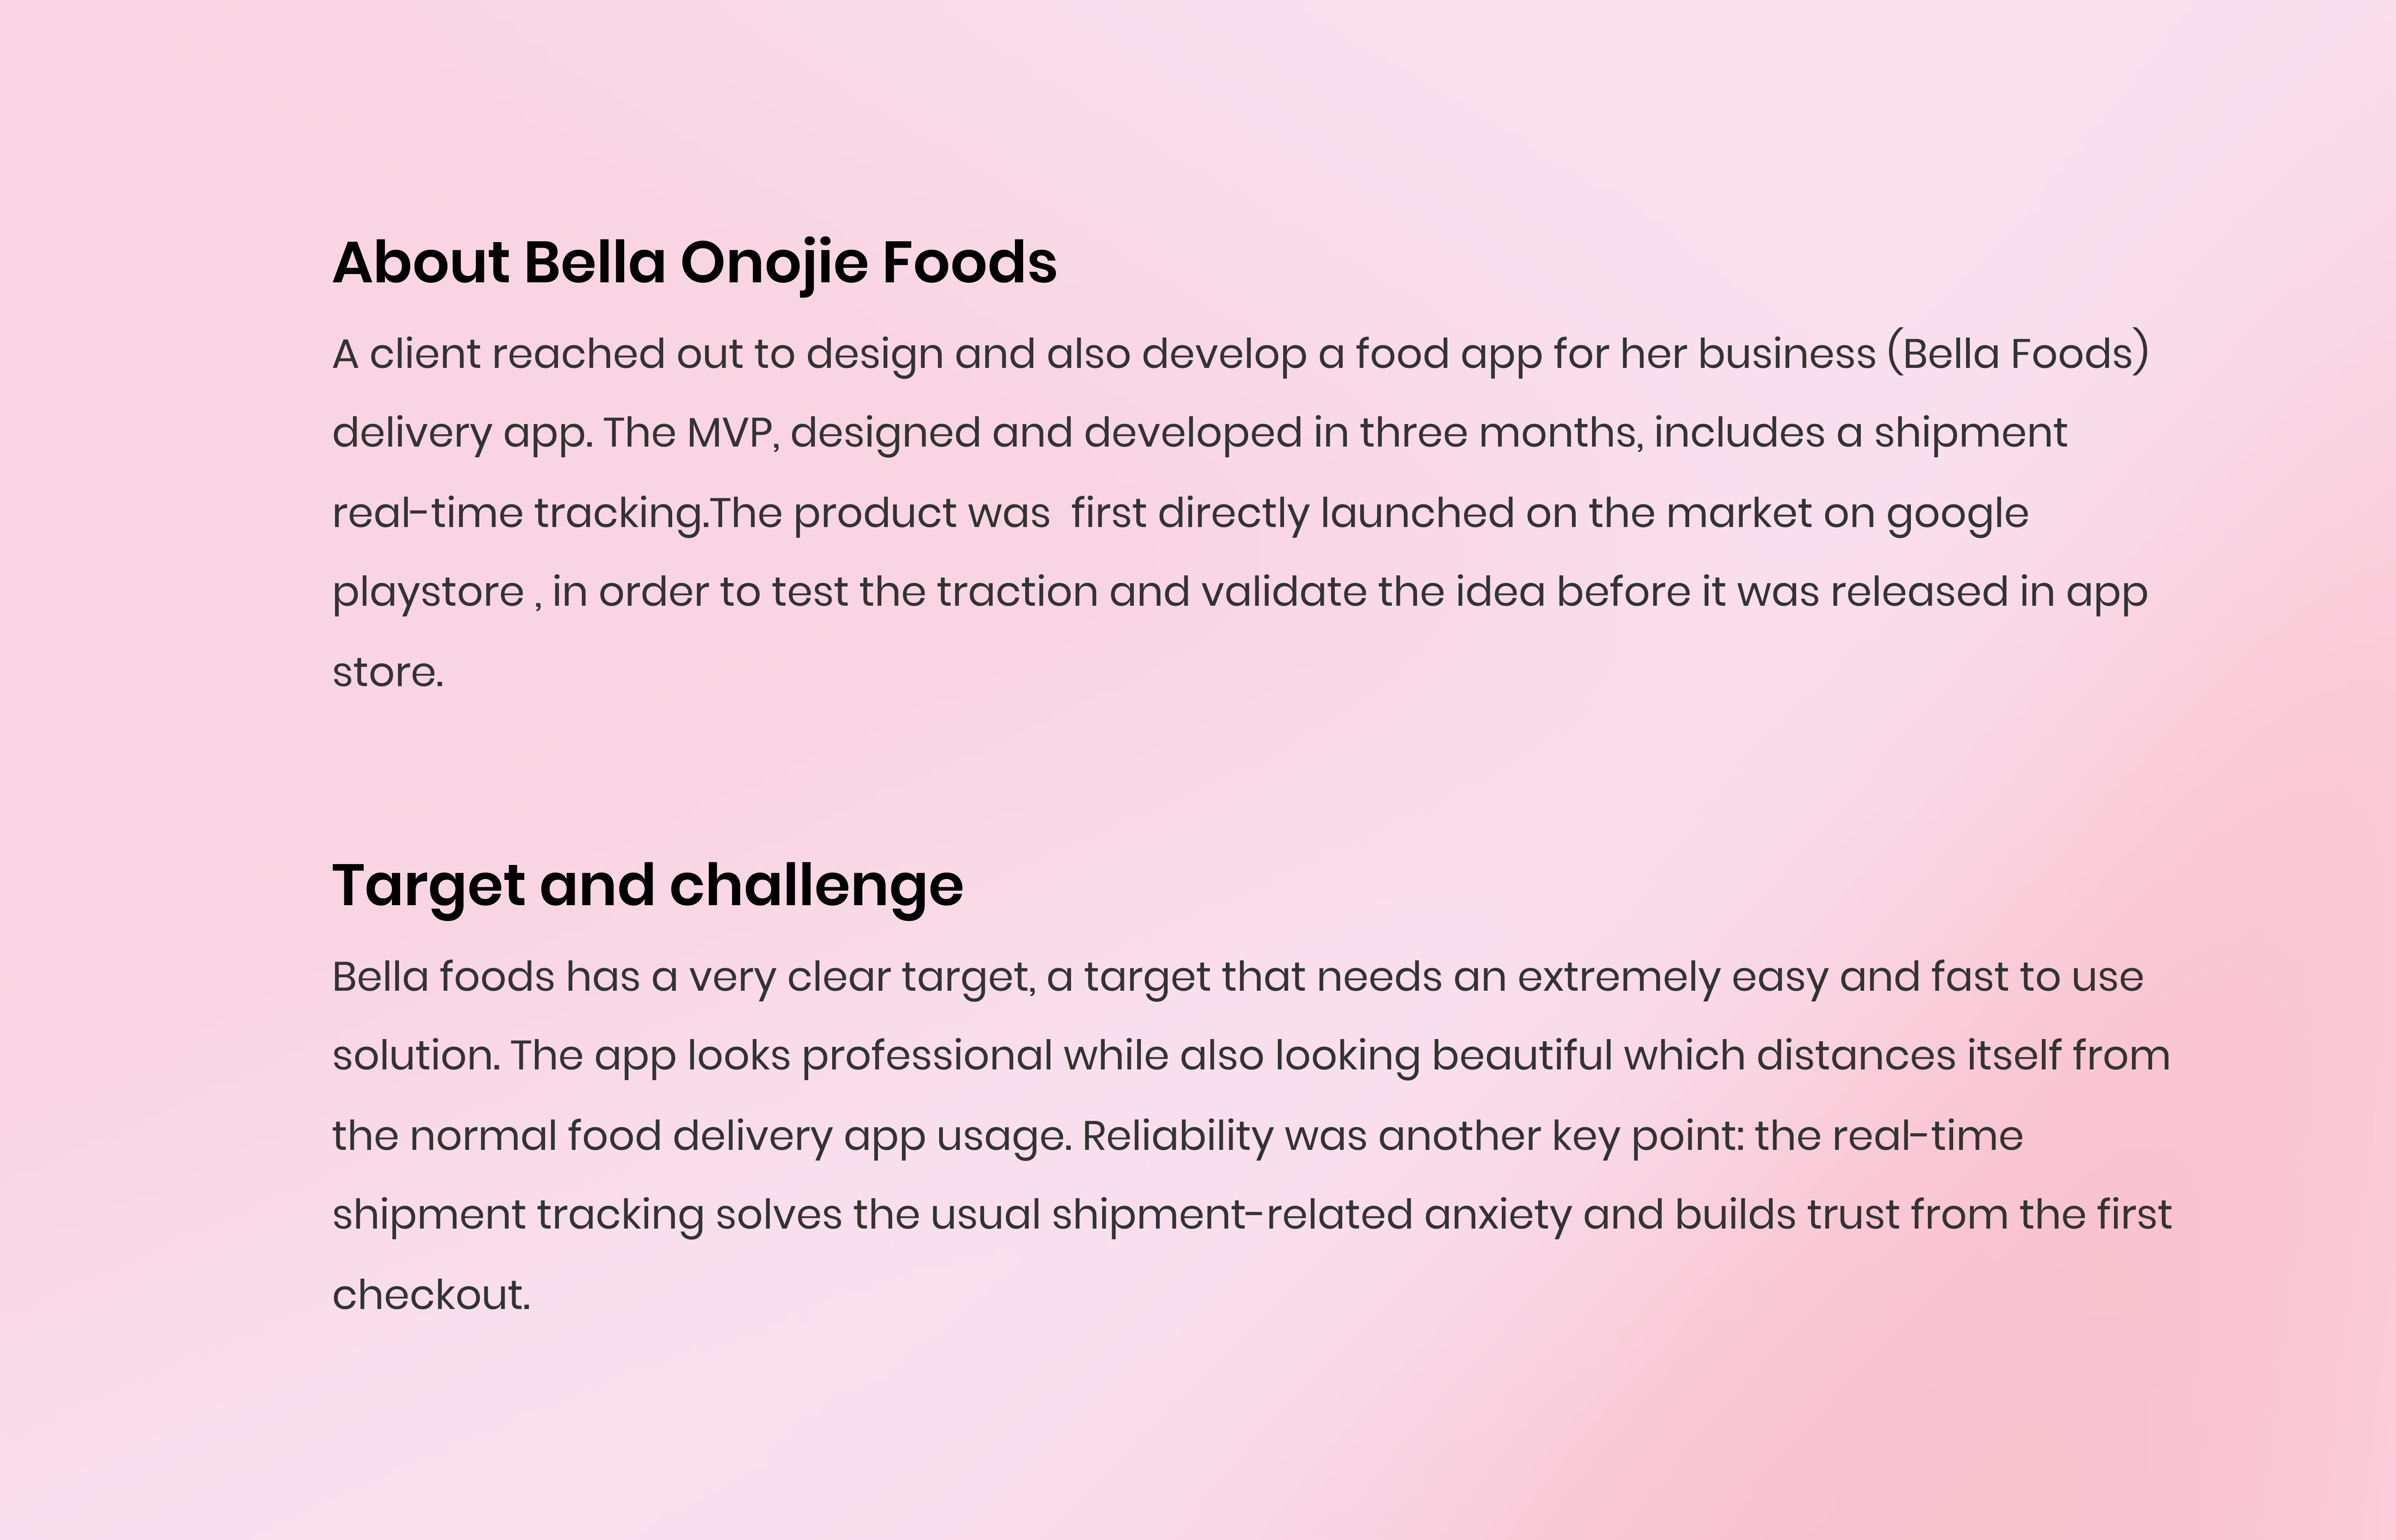 About Bella Onojie Foods
A client reached out to design and also develop a food app for her business (Bella Foods)
delivery app. The MVP, designed and developed in three months, includes a shipment
real-time tracking.The product was  first directly launched on the market on google
playstore , in order to test the traction and validate the idea before it was released in app
store.
Target and challenge
Bella foods has a very clear target, a target that needs an extremely easy and fast to use
solution. The app looks professional while also looking beautiful which distances itself from
the normal food delivery app usage. Reliability was another key point: the real-time
shipment tracking solves the usual shipment-related anxiety and builds trust from the first
checkout.